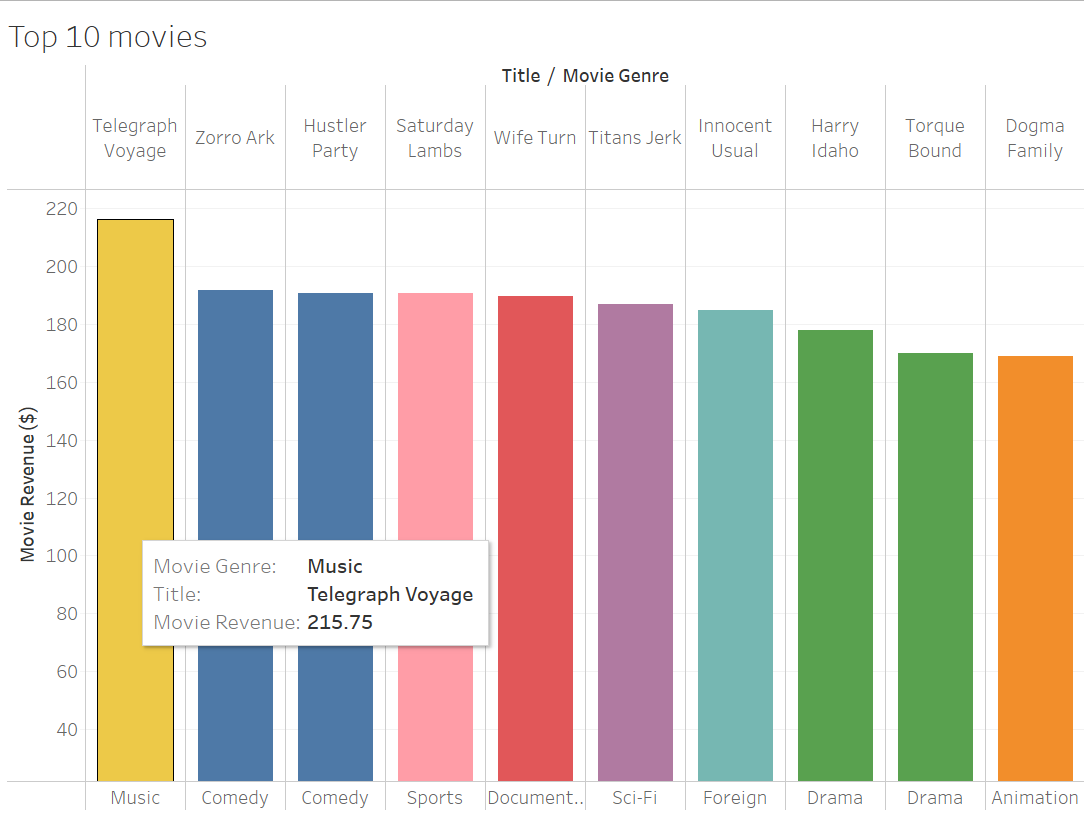 Top 10 movies
Title / Movie Genre
Telegraph Voyage
Zorro Ark
Hustler Party
Saturday Lambs
Wife Turn
Titans Jerk
Innocent Usual
Harry Idaho
Torque Bound
Dogma Family
Movie Revenue ($)
220
200
180
160
140
120
100
80
60
40
Movie Genre: Music
Title: Telegraph Voyage
Movie Revenue: 215.75
Music
Comedy
Comedy
Sports
Document..
Sci-Fi
Foreign
Drama
Drama
Animation